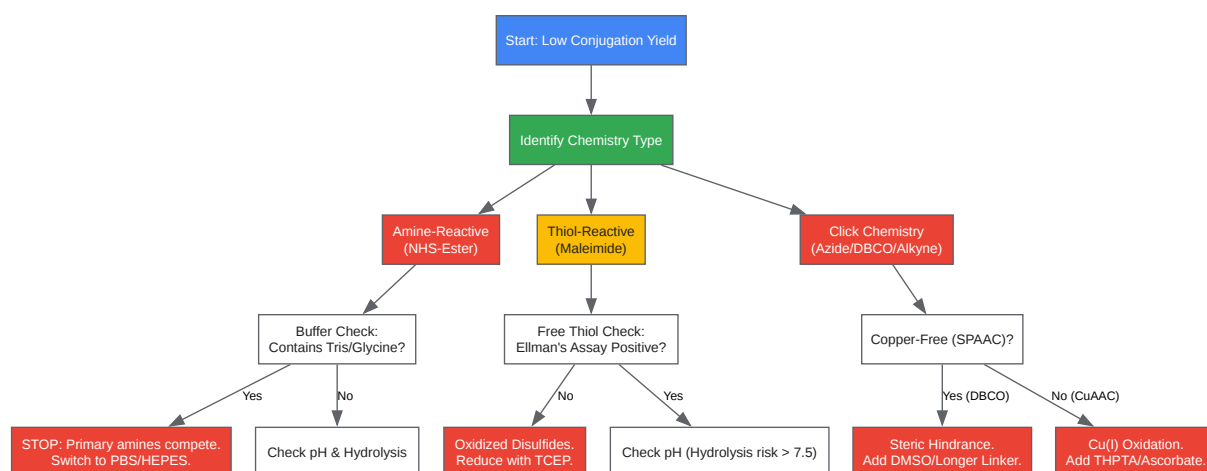 Start: Low Conjugation Yield
Identify Chemistry Type
Amine-Reactive
(NHS-Ester)
Thiol-Reactive
(Maleimide)
Click Chemistry
(Azide/DBCO/Alkyne)
Buffer Check:
Contains Tris/Glycine?
Free Thiol Check:
Ellman's Assay Positive?
Copper-Free (SPAAC)?
Yes
No
No
Yes
Yes (DBCO)
No (CuAAC)
STOP: Primary amines compete.
Switch to PBS/HEPES.
Check pH & Hydrolysis
Oxidized Disulfides.
Reduce with TCEP.
Check pH (Hydrolysis risk > 7.5)
Steric Hindrance.
Add DMSO/Longer Linker.
Cu(I) Oxidation.
Add THPTA/Ascorbate.